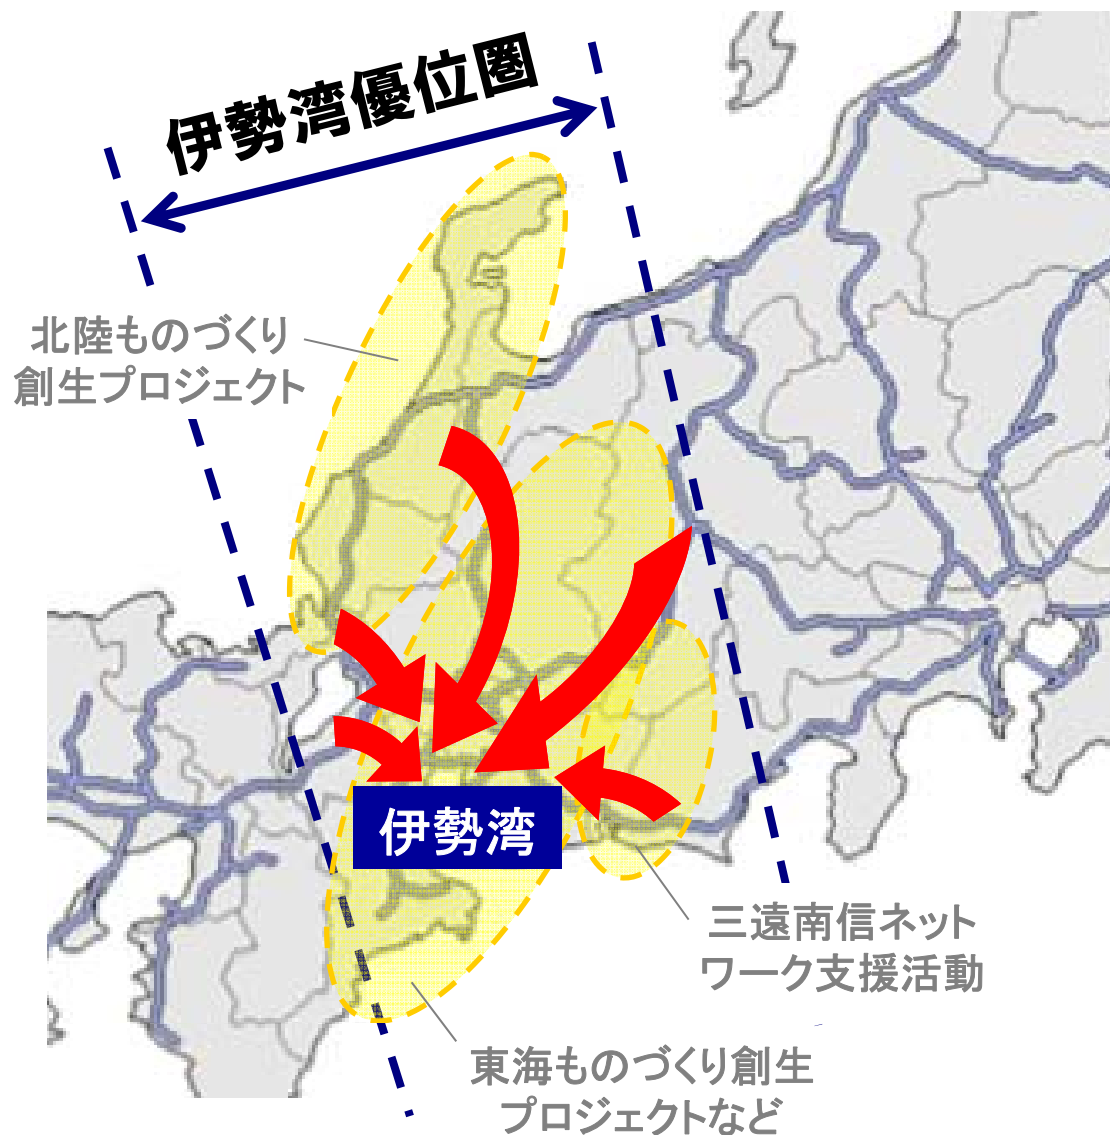 伊勢湾優位圏
北陸ものづくり
創生プロジェクト
伊勢湾
三遠南信ネット
ワーク支援活動
東海ものづくり創生
プロジェクトなど